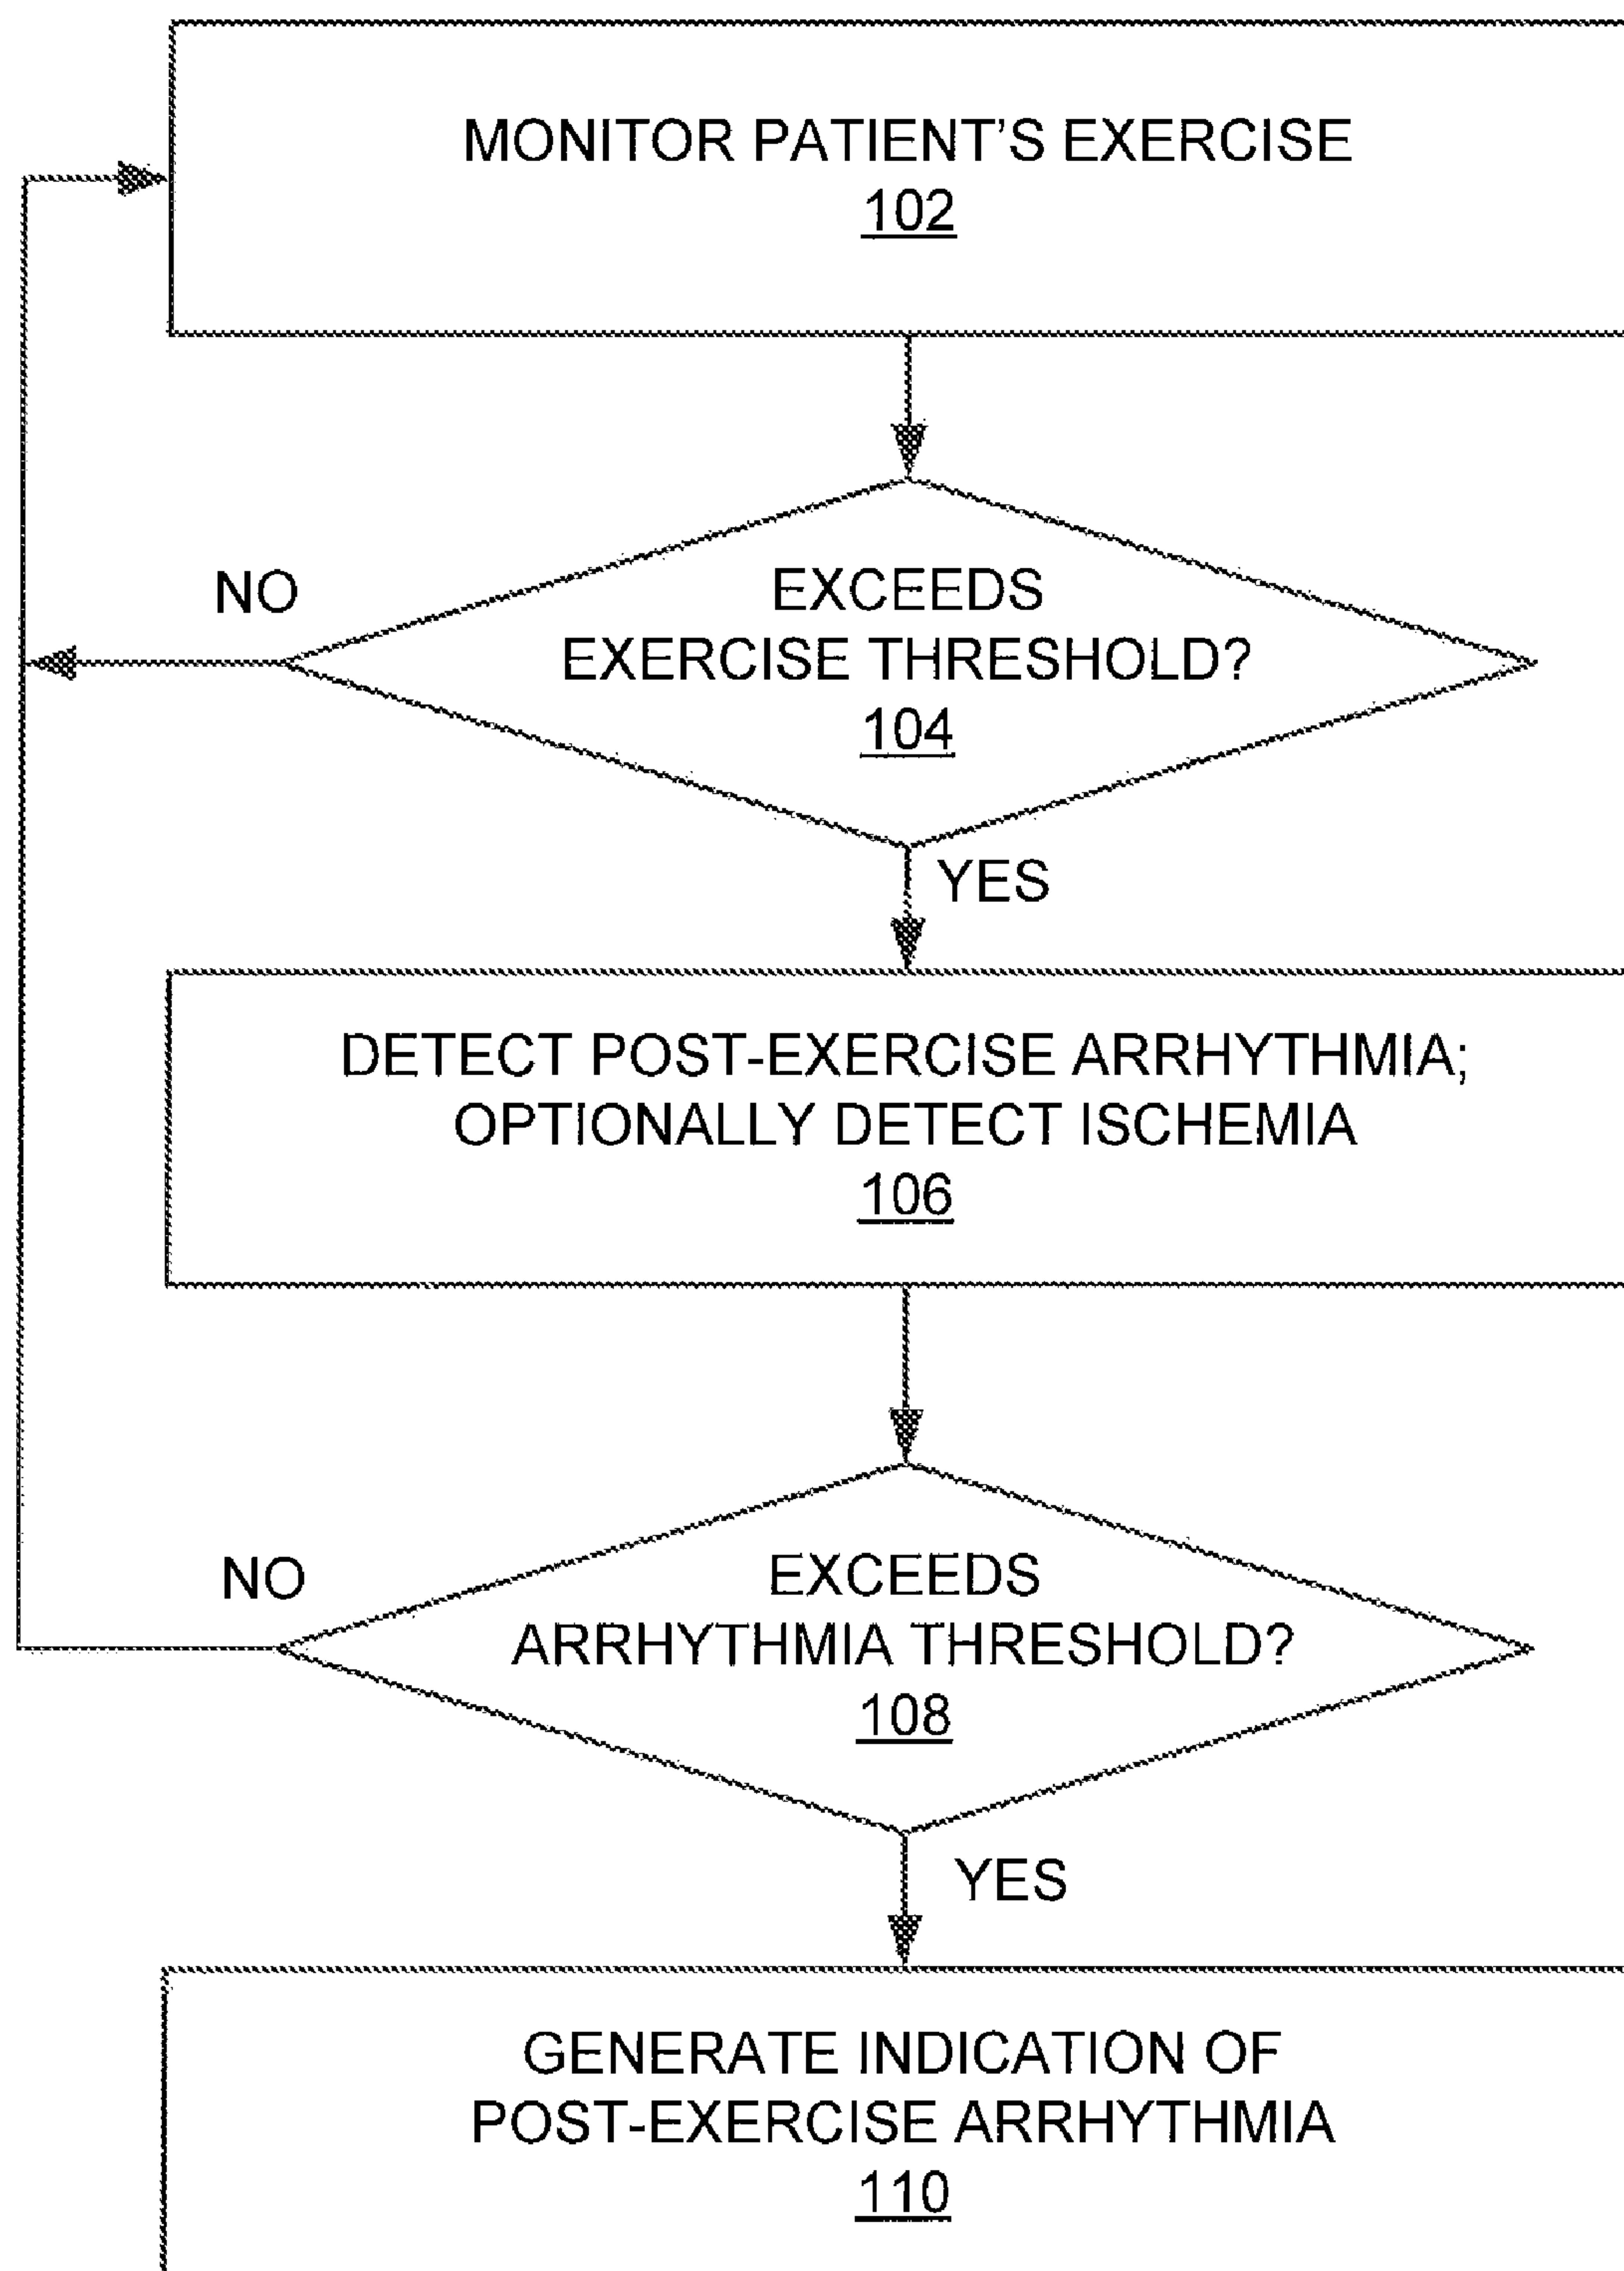 MONITOR PATIENT'S EXERCISE
102
NO
EXCEEDS
EXERCISE THRESHOLD?
104
YES
DETECT POST-EXERCISE ARRHYTHMIA;
OPTIONALLY DETECT ISCHEMIA
106
NO
EXCEEDS
ARRHYTHMIA THRESHOLD?
108
YES
GENERATE INDICATION OF
POST-EXERCISE ARRHYTHMIA
110